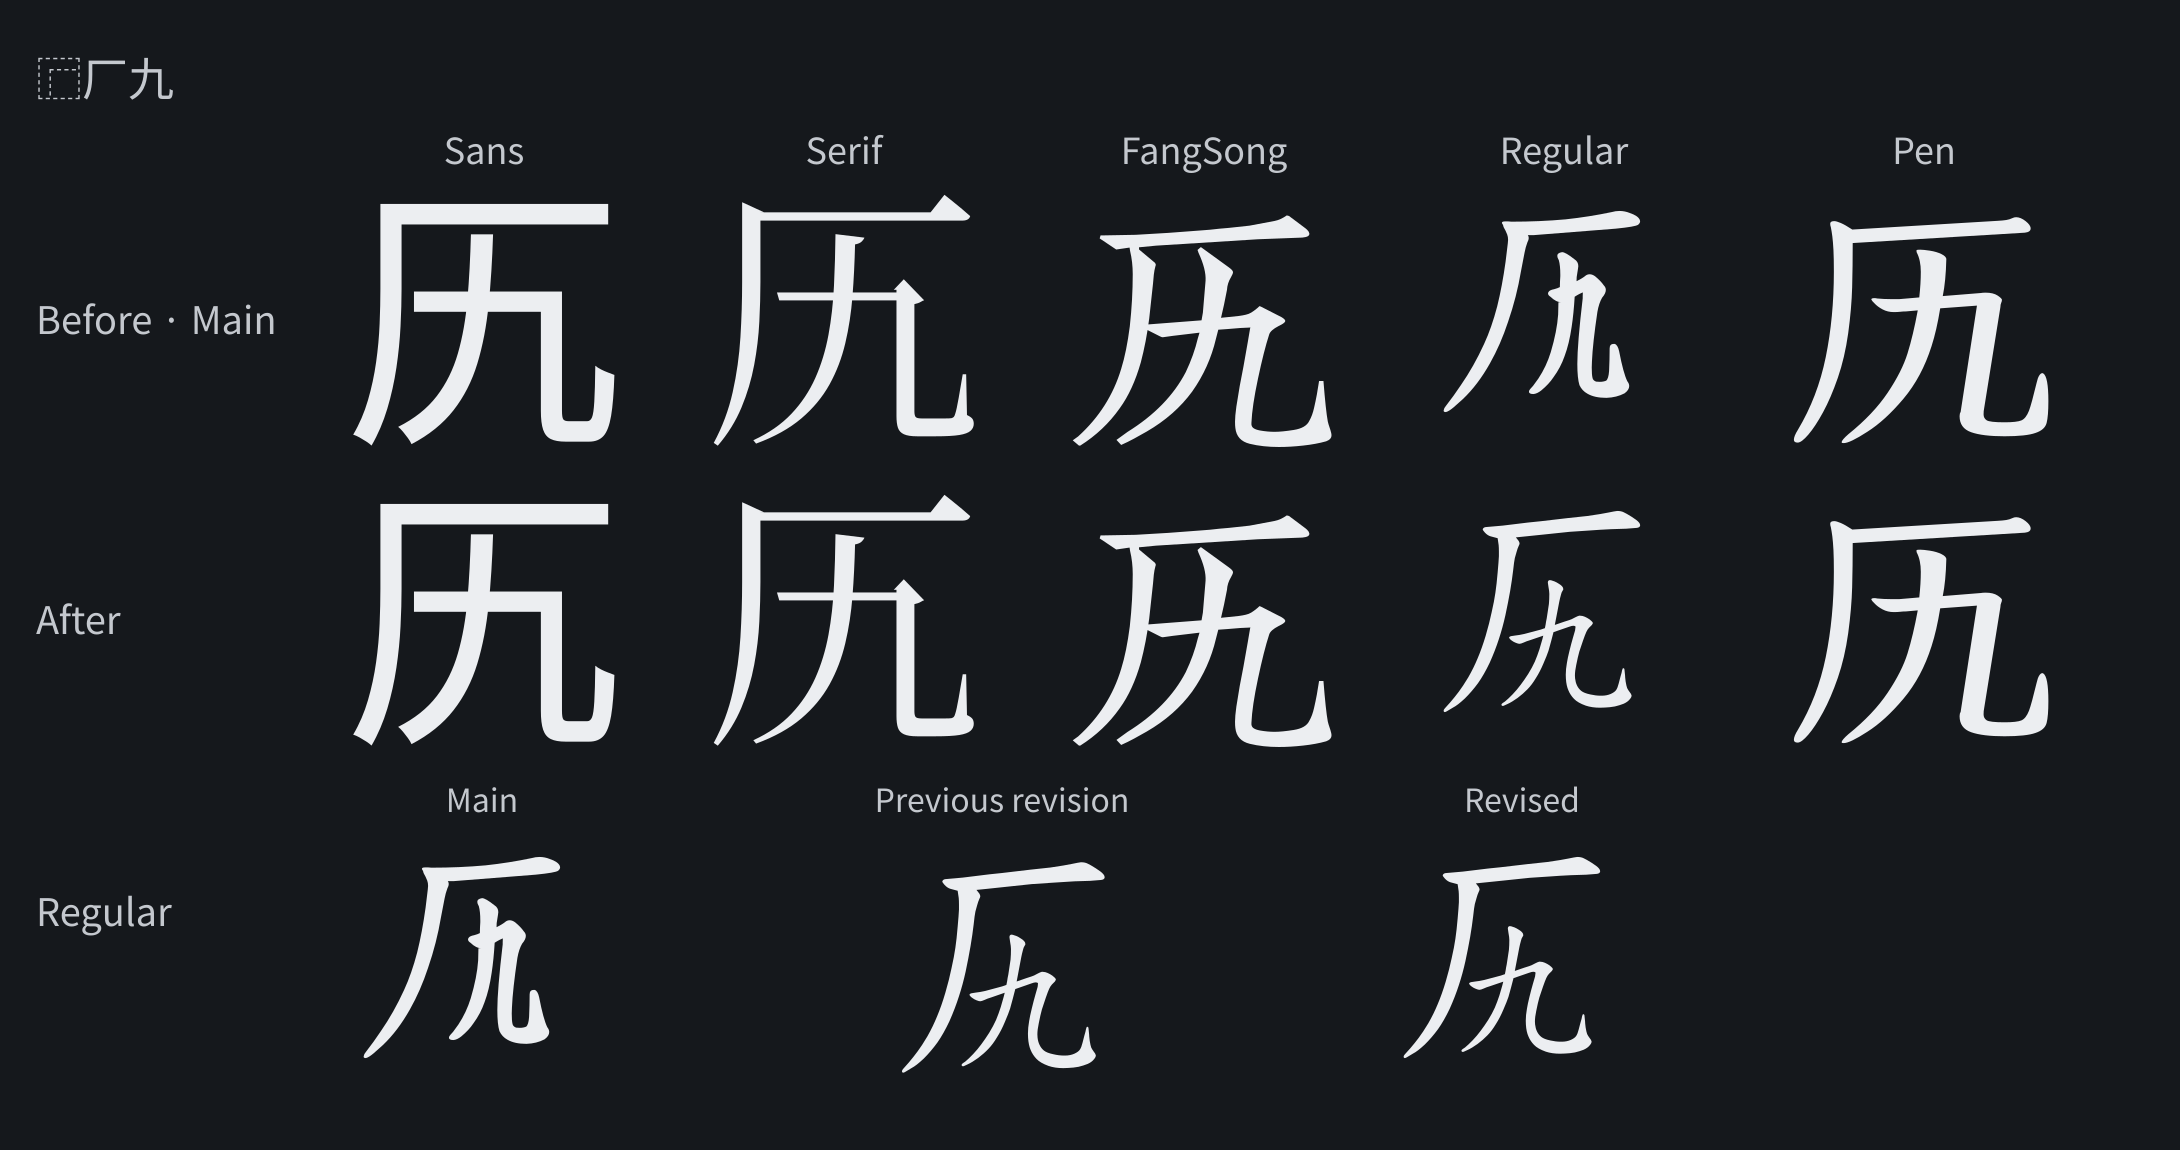 ⿸厂九
Sans Serif FangSong Regular Pen
Before · Main
After
Main Previous revision Revised
Regular